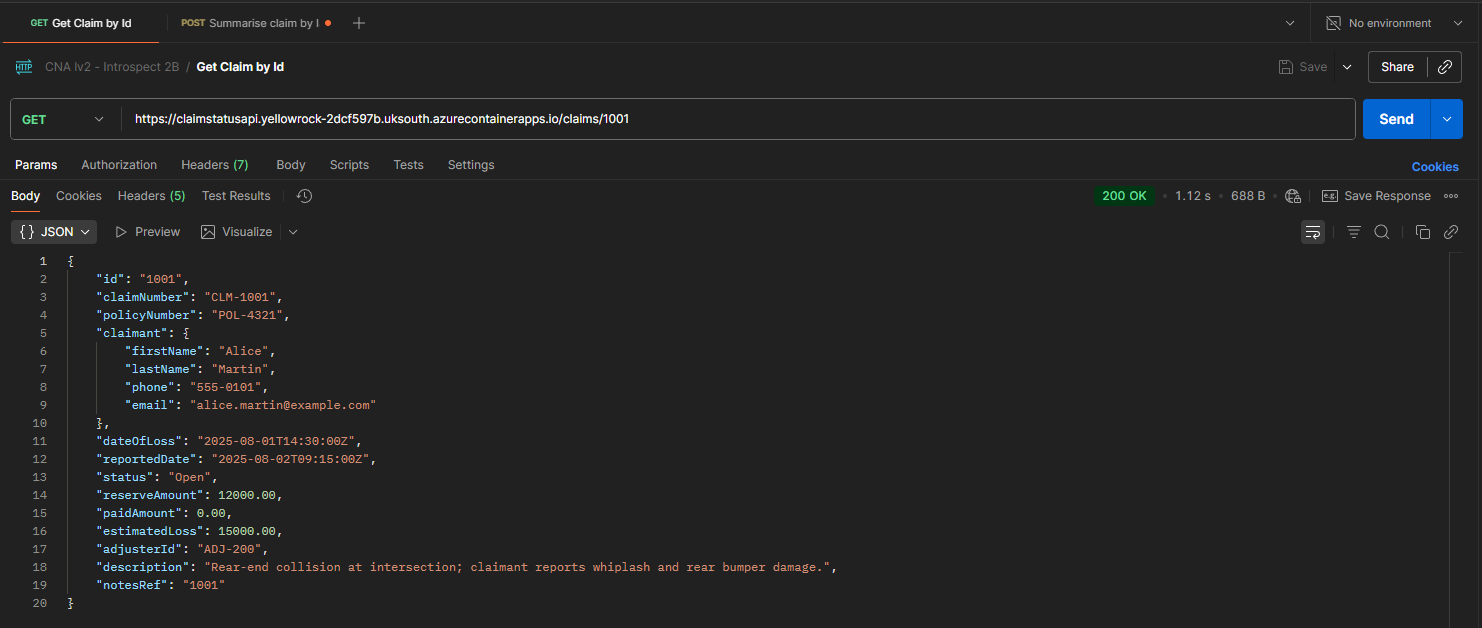 GET Get Claim by Id
POST Summarise claim by I
No environment
HTTP CNA lv2 - Introspect 2B / Get Claim by Id
Save
Share
GET
https://claimstatusapi.yellowrock-2dcf597b.uksouth.azurecontainerapps.io/claims/1001
Send
Params Authorization Headers (7) Body Scripts Tests Settings
Cookies
Body Cookies Headers (5) Test Results
200 OK • 1.12 s • 688 B • e.g. Save Response
{} JSON Preview Visualize
1 {
2 "id": "1001",
3 "claimNumber": "CLM-1001",
4 "policyNumber": "POL-4321",
5 "claimant": {
6 "firstName": "Alice",
7 "lastName": "Martin",
8 "phone": "555-0101",
9 "email": "alice.martin@example.com"
10 },
11 "dateOfLoss": "2025-08-01T14:30:00Z",
12 "reportedDate": "2025-08-02T09:15:00Z",
13 "status": "Open",
14 "reserveAmount": 12000.00,
15 "paidAmount": 0.00,
16 "estimatedLoss": 15000.00,
17 "adjusterId": "ADJ-200",
18 "description": "Rear-end collision at intersection; claimant reports whiplash and rear bumper damage.",
19 "notesRef": "1001"
20 }